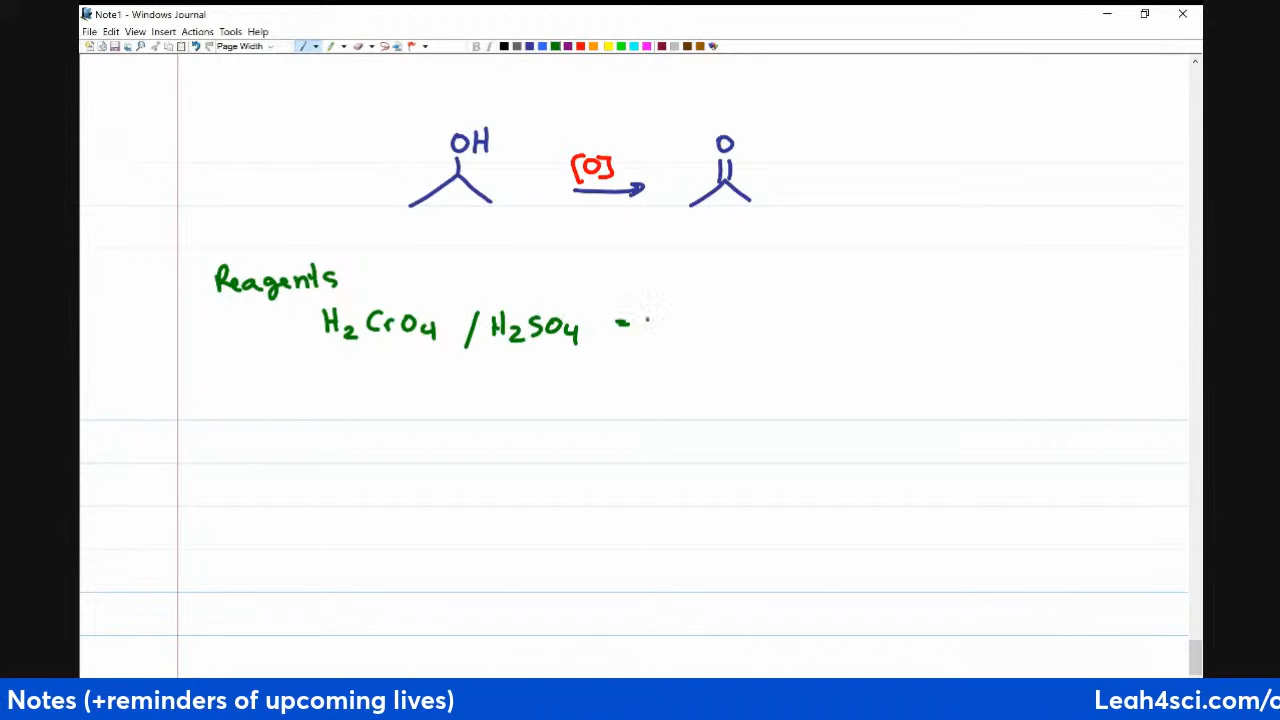 Note1 - Windows Journal
File Edit View Insert Actions Tools Help
Page Width
B I
OH
[O]
O
Reagents
H2CrO4 / H2SO4 -
Notes (+reminders of upcoming lives)
Leah4sci.com/